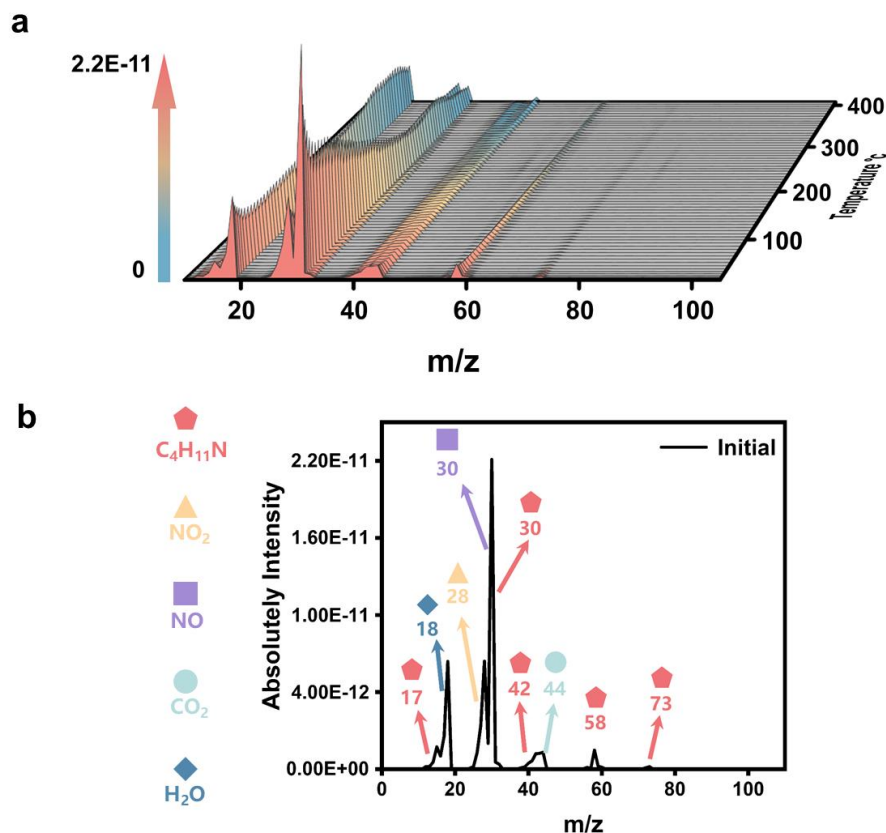 a
2.2E-11
0
400
300
200
100
Temperature °c
20
40
60
80
100
m/z
b
C₄H₁₁N
NO₂
NO
CO₂
H₂O
Absolutely Intensity
2.20E-11
1.60E-11
1.00E-11
4.00E-12
0.00E+00
Initial
30
30
28
18
17
42
44
58
73
0
20
40
60
80
100
m/z